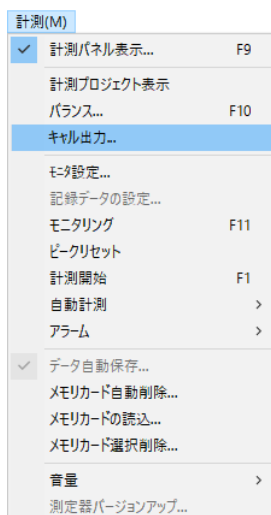 計測(M)
計測パネル表示... F9
計測プロジェクト表示
バランス... F10
キャル出力...
モニタ設定...
記録データの設定...
モニタリング F11
ピークリセット
計測開始 F1
自動計測
アラーム
データ自動保存...
メモリカード自動削除...
メモリカードの読込...
メモリカード選択削除...
音量
測定器バージョンアップ...